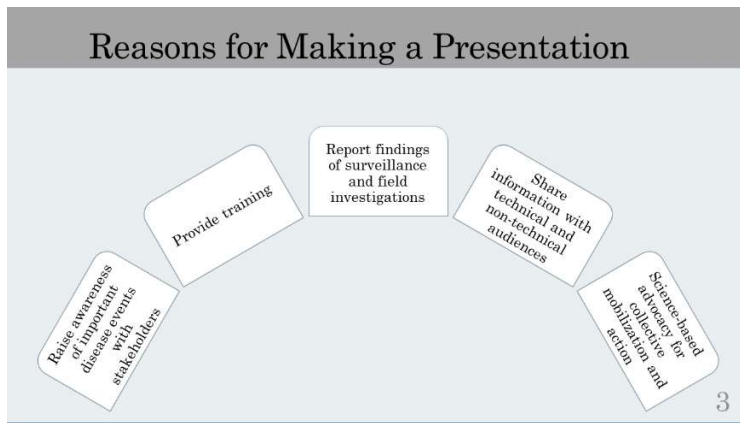 Reasons for Making a Presentation
Raise awareness
of important
disease events
with
stakeholders
Provide training
Report findings
of surveillance
and field
investigations
Share
information with
technical and
non-technical
audiences
Science-based
advocacy for
collective
mobilization and
action
3